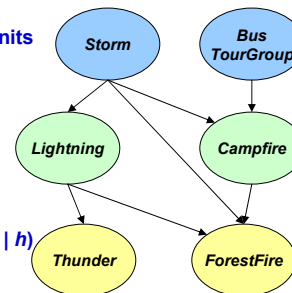 nits
Storm
Bus
TourGroup
Lightning
Campfire
| h)
Thunder
ForestFire